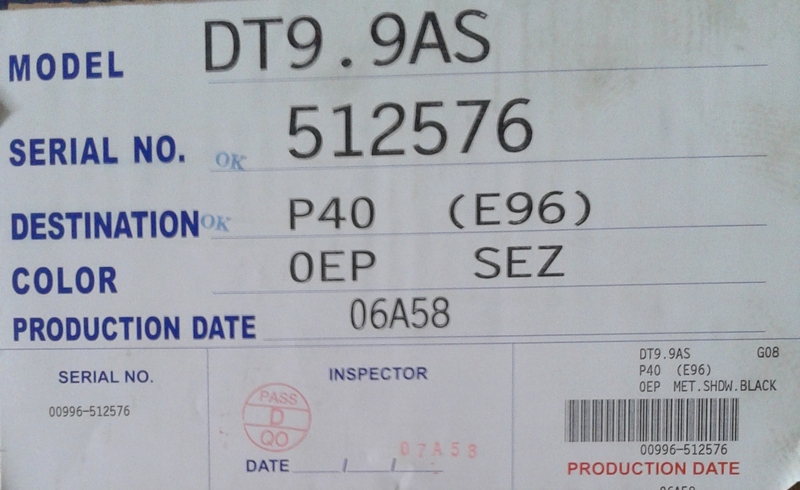 MODEL DT9.9AS
SERIAL NO. OK 512576
DESTINATION OK P40 (E96)
COLOR 0EP SEZ
PRODUCTION DATE 06A58
SERIAL NO.
00996-512576
INSPECTOR
PASS
D
QO
07A58
DATE / /
DT9.9AS G08
P40 (E96)
0EP MET.SHDW.BLACK
00996-512576
PRODUCTION DATE
06A58